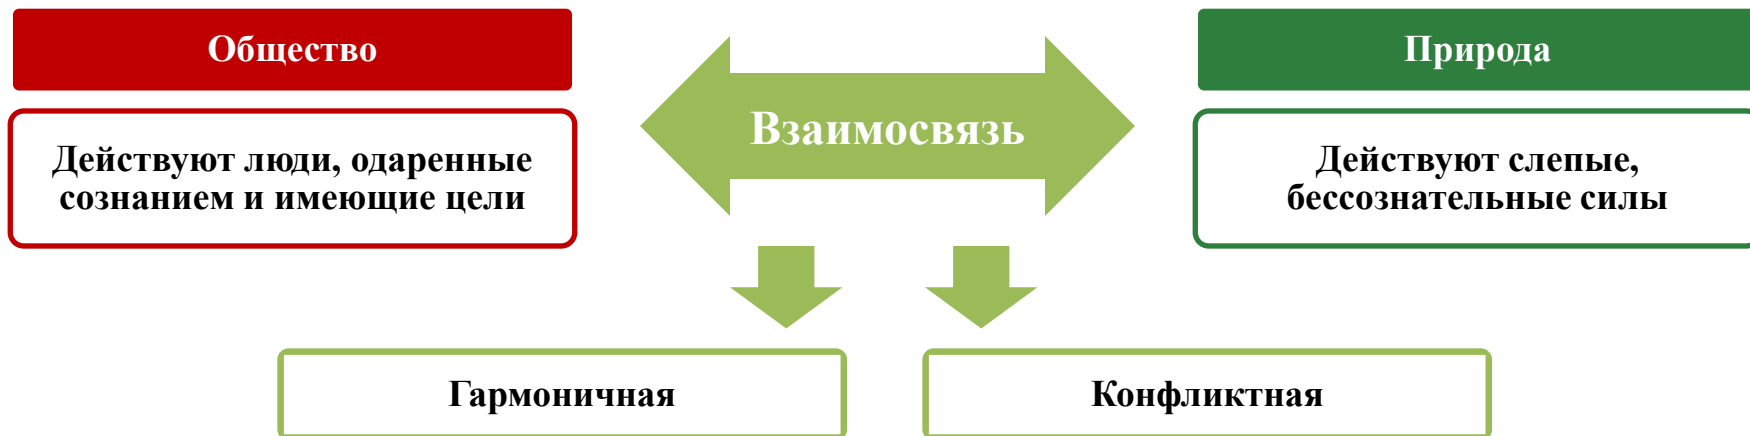 Общество
Взаимосвязь
Природа
Действуют люди, одаренные
сознанием и имеющие цели
Действуют слепые,
бессознательные силы
Гармоничная
Конфликтная